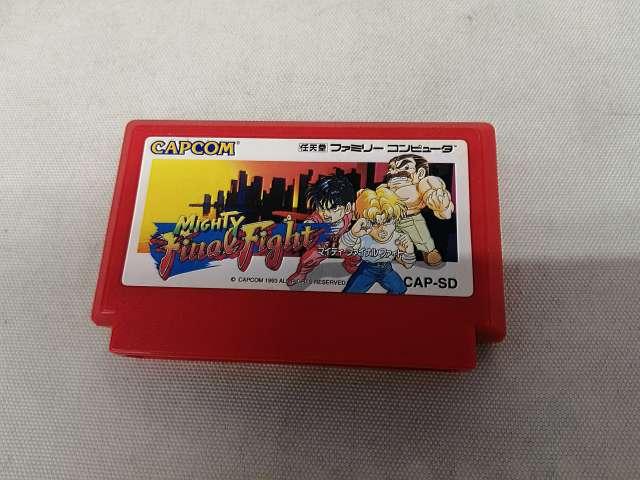 CAPCOM
任天堂 ファミリー コンピュータ™
MIGHTY
Final Fight
マイティ ファイナル ファイト
© CAPCOM 1993 ALL RIGHTS RESERVED.
CAP-SD